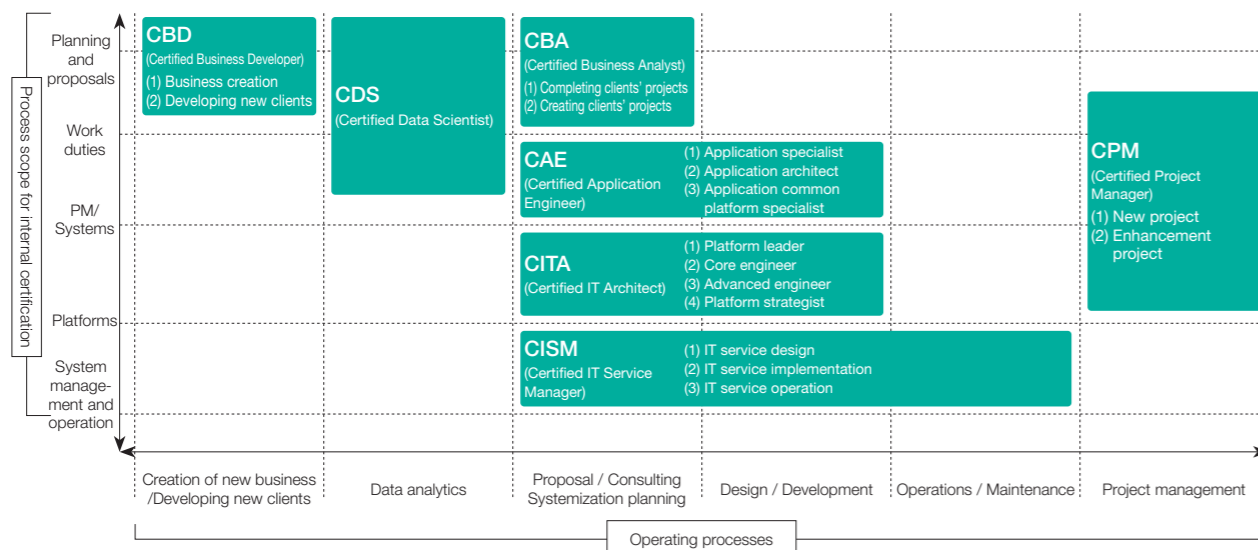 Process scope for internal certification
Planning
and
proposals
Work
duties
PM/
Systems
Platforms
System
manage-
ment and
operation
CBD
(Certified Business Developer)
(1) Business creation
(2) Developing new clients
CDS
(Certified Data Scientist)
CBA
(Certified Business Analyst)
(1) Completing clients' projects
(2) Creating clients' projects
CAE
(Certified Application
Engineer)
(1) Application specialist
(2) Application architect
(3) Application common
platform specialist
CITA
(Certified IT Architect)
(1) Platform leader
(2) Core engineer
(3) Advanced engineer
(4) Platform strategist
CISM
(Certified IT Service
Manager)
(1) IT service design
(2) IT service implementation
(3) IT service operation
CPM
(Certified Project
Manager)
(1) New project
(2) Enhancement
project
Creation of new business
/Developing new clients
Data analytics
Proposal / Consulting
Systemization planning
Design / Development
Operations / Maintenance
Project management
Operating processes